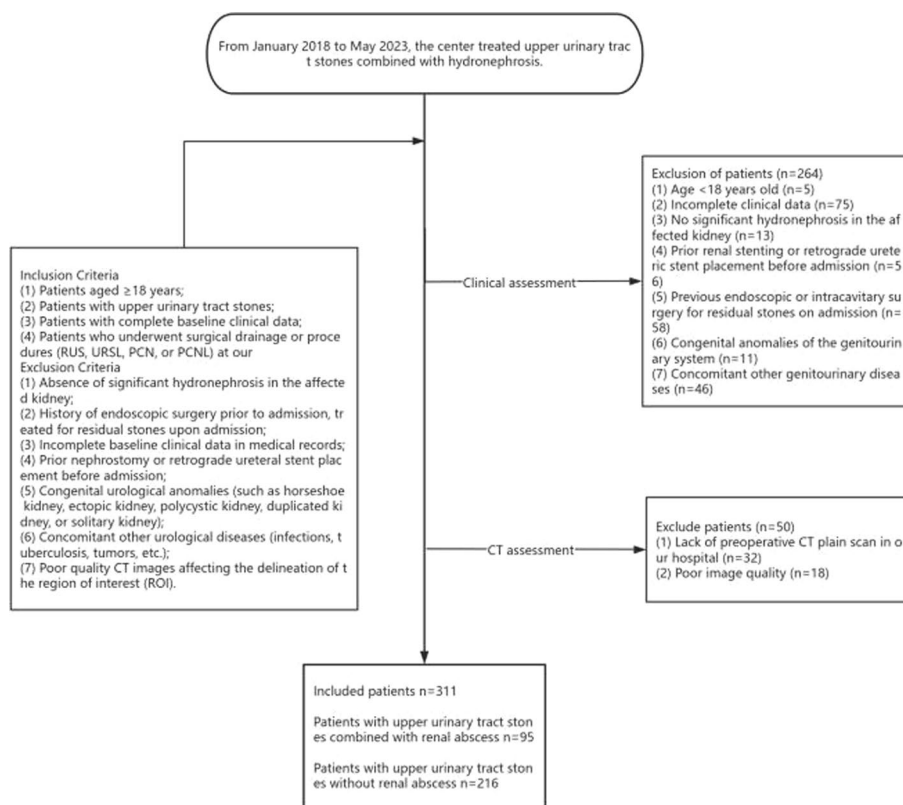 From January 2018 to May 2023, the center treated upper urinary trac
t stones combined with hydronephrosis.
Exclusion of patients (n=264)
(1) Age <18 years old (n=5)
(2) Incomplete clinical data (n=75)
(3) No significant hydronephrosis in the af
fected kidney (n=13)
(4) Prior renal stenting or retrograde urete
ric stent placement before admission (n=5
6)
(5) Previous endoscopic or intracavitary su
rgery for residual stones on admission (n=
58)
(6) Congenital anomalies of the genitourin
ary system (n=11)
(7) Concomitant other genitourinary disea
ses (n=46)
Clinical assessment
Inclusion Criteria
(1) Patients aged ≥18 years;
(2) Patients with upper urinary tract stones;
(3) Patients with complete baseline clinical data;
(4) Patients who underwent surgical drainage or proce
dures (RUS, URSL, PCN, or PCNL) at our
Exclusion Criteria
(1) Absence of significant hydronephrosis in the affecte
d kidney;
(2) History of endoscopic surgery prior to admission, tr
eated for residual stones upon admission;
(3) Incomplete baseline clinical data in medical records;
(4) Prior nephrostomy or retrograde ureteral stent plac
ement before admission;
(5) Congenital urological anomalies (such as horseshoe
kidney, ectopic kidney, polycystic kidney, duplicated ki
dney, or solitary kidney);
(6) Concomitant other urological diseases (infections, t
uberculosis, tumors, etc.);
(7) Poor quality CT images affecting the delineation of t
he region of interest (ROI).
CT assessment
Exclude patients (n=50)
(1) Lack of preoperative CT plain scan in o
ur hospital (n=32)
(2) Poor image quality (n=18)
Included patients n=311
Patients with upper urinary tract ston
es combined with renal abscess n=95
Patients with upper urinary tract ston
es without renal abscess n=216